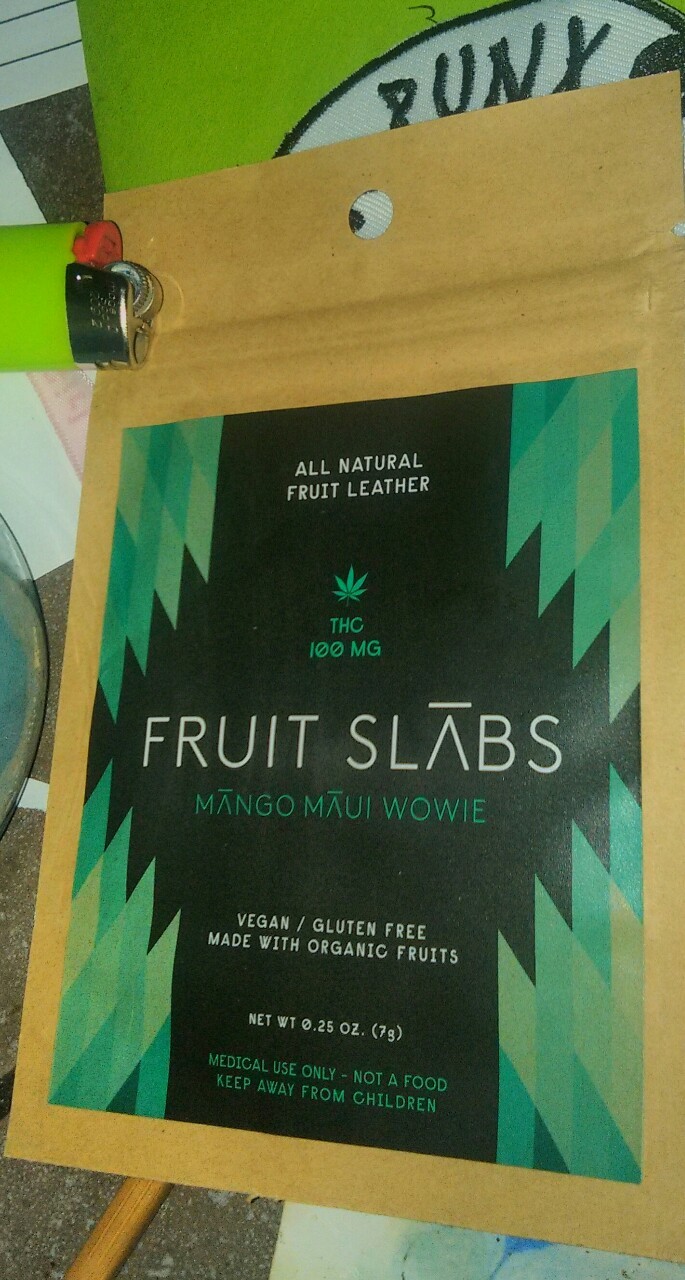 RUNX
ALL NATURAL
FRUIT LEATHER
THC
100 MG
FRUIT SLĀBS
MĀNGO MĀUI WOWIE
VEGAN / GLUTEN FREE
MADE WITH ORGANIC FRUITS
NET WT 0.25 OZ. (7g)
MEDICAL USE ONLY - NOT A FOOD
KEEP AWAY FROM CHILDREN